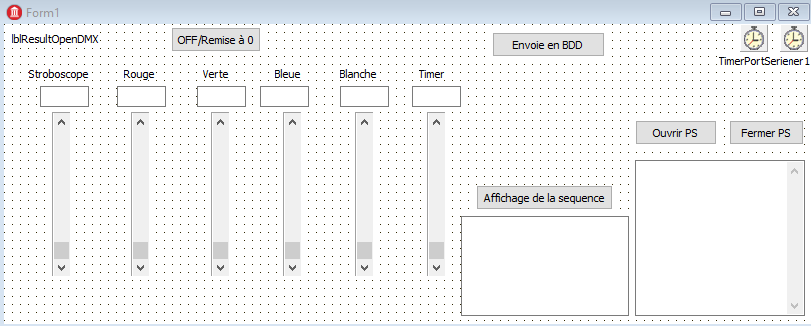 Form1
lblResultOpenDMX
OFF/Remise à 0
Envoie en BDD
TimerPortSeriener1
Stroboscope
Rouge
Verte
Bleue
Blanche
Timer
Ouvrir PS
Fermer PS
Affichage de la sequence